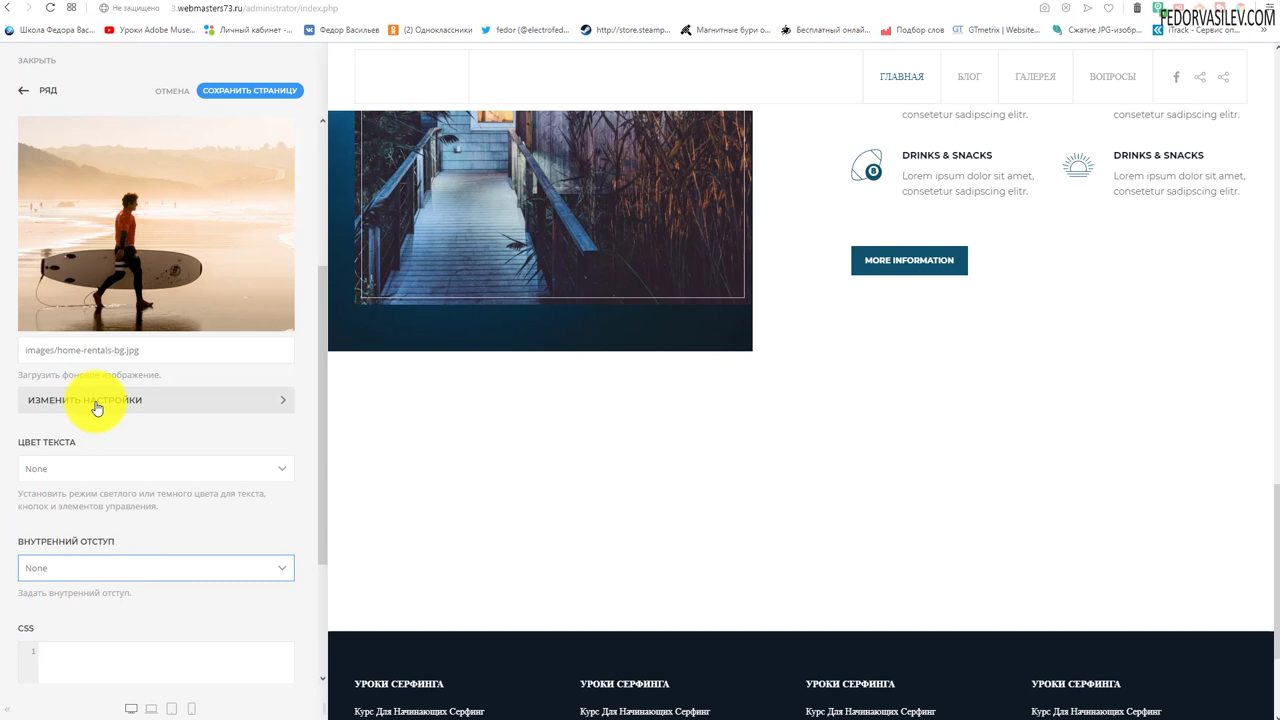 Не защищено
3.webmasters73.ru/administrator/index.php
FEDORVASILEV.COM
Школа Федора Вас...
Уроки Adobe Muse...
Личный кабинет -...
Федор Васильев
(2) Одноклассники
fedor (@electrofed...
http://store.steamp...
Магнитные бури о...
Бесплатный онлай...
Подбор слов
GTmetrix | Website...
Сжатие JPG-изобр...
iTrack - Сервис оп...
ЗАКРЫТЬ
РЯД
ОТМЕНА
СОХРАНИТЬ СТРАНИЦУ
images/home-rentals-bg.jpg
Загрузить фоновое изображение.
ИЗМЕНИТЬ НАСТРОЙКИ
ЦВЕТ ТЕКСТА
None
Установить режим светлого или темного цвета для текста,
кнопок и элементов управления.
ВНУТРЕННИЙ ОТСТУП
None
Задать внутренний отступ.
CSS
1
ГЛАВНАЯ
БЛОГ
ГАЛЕРЕЯ
ВОПРОСЫ
consetetur sadipscing elitr.
consetetur sadipscing elitr.
DRINKS & SNACKS
Lorem ipsum dolor sit amet,
consetetur sadipscing elitr.
DRINKS & SNACKS
Lorem ipsum dolor sit amet,
consetetur sadipscing elitr.
MORE INFORMATION
УРОКИ СЕРФИНГА
УРОКИ СЕРФИНГА
УРОКИ СЕРФИНГА
УРОКИ СЕРФИНГА
Курс Для Начинающих Серфинг
Курс Для Начинающих Серфинг
Курс Для Начинающих Серфинг
Курс Для Начинающих Серфинг